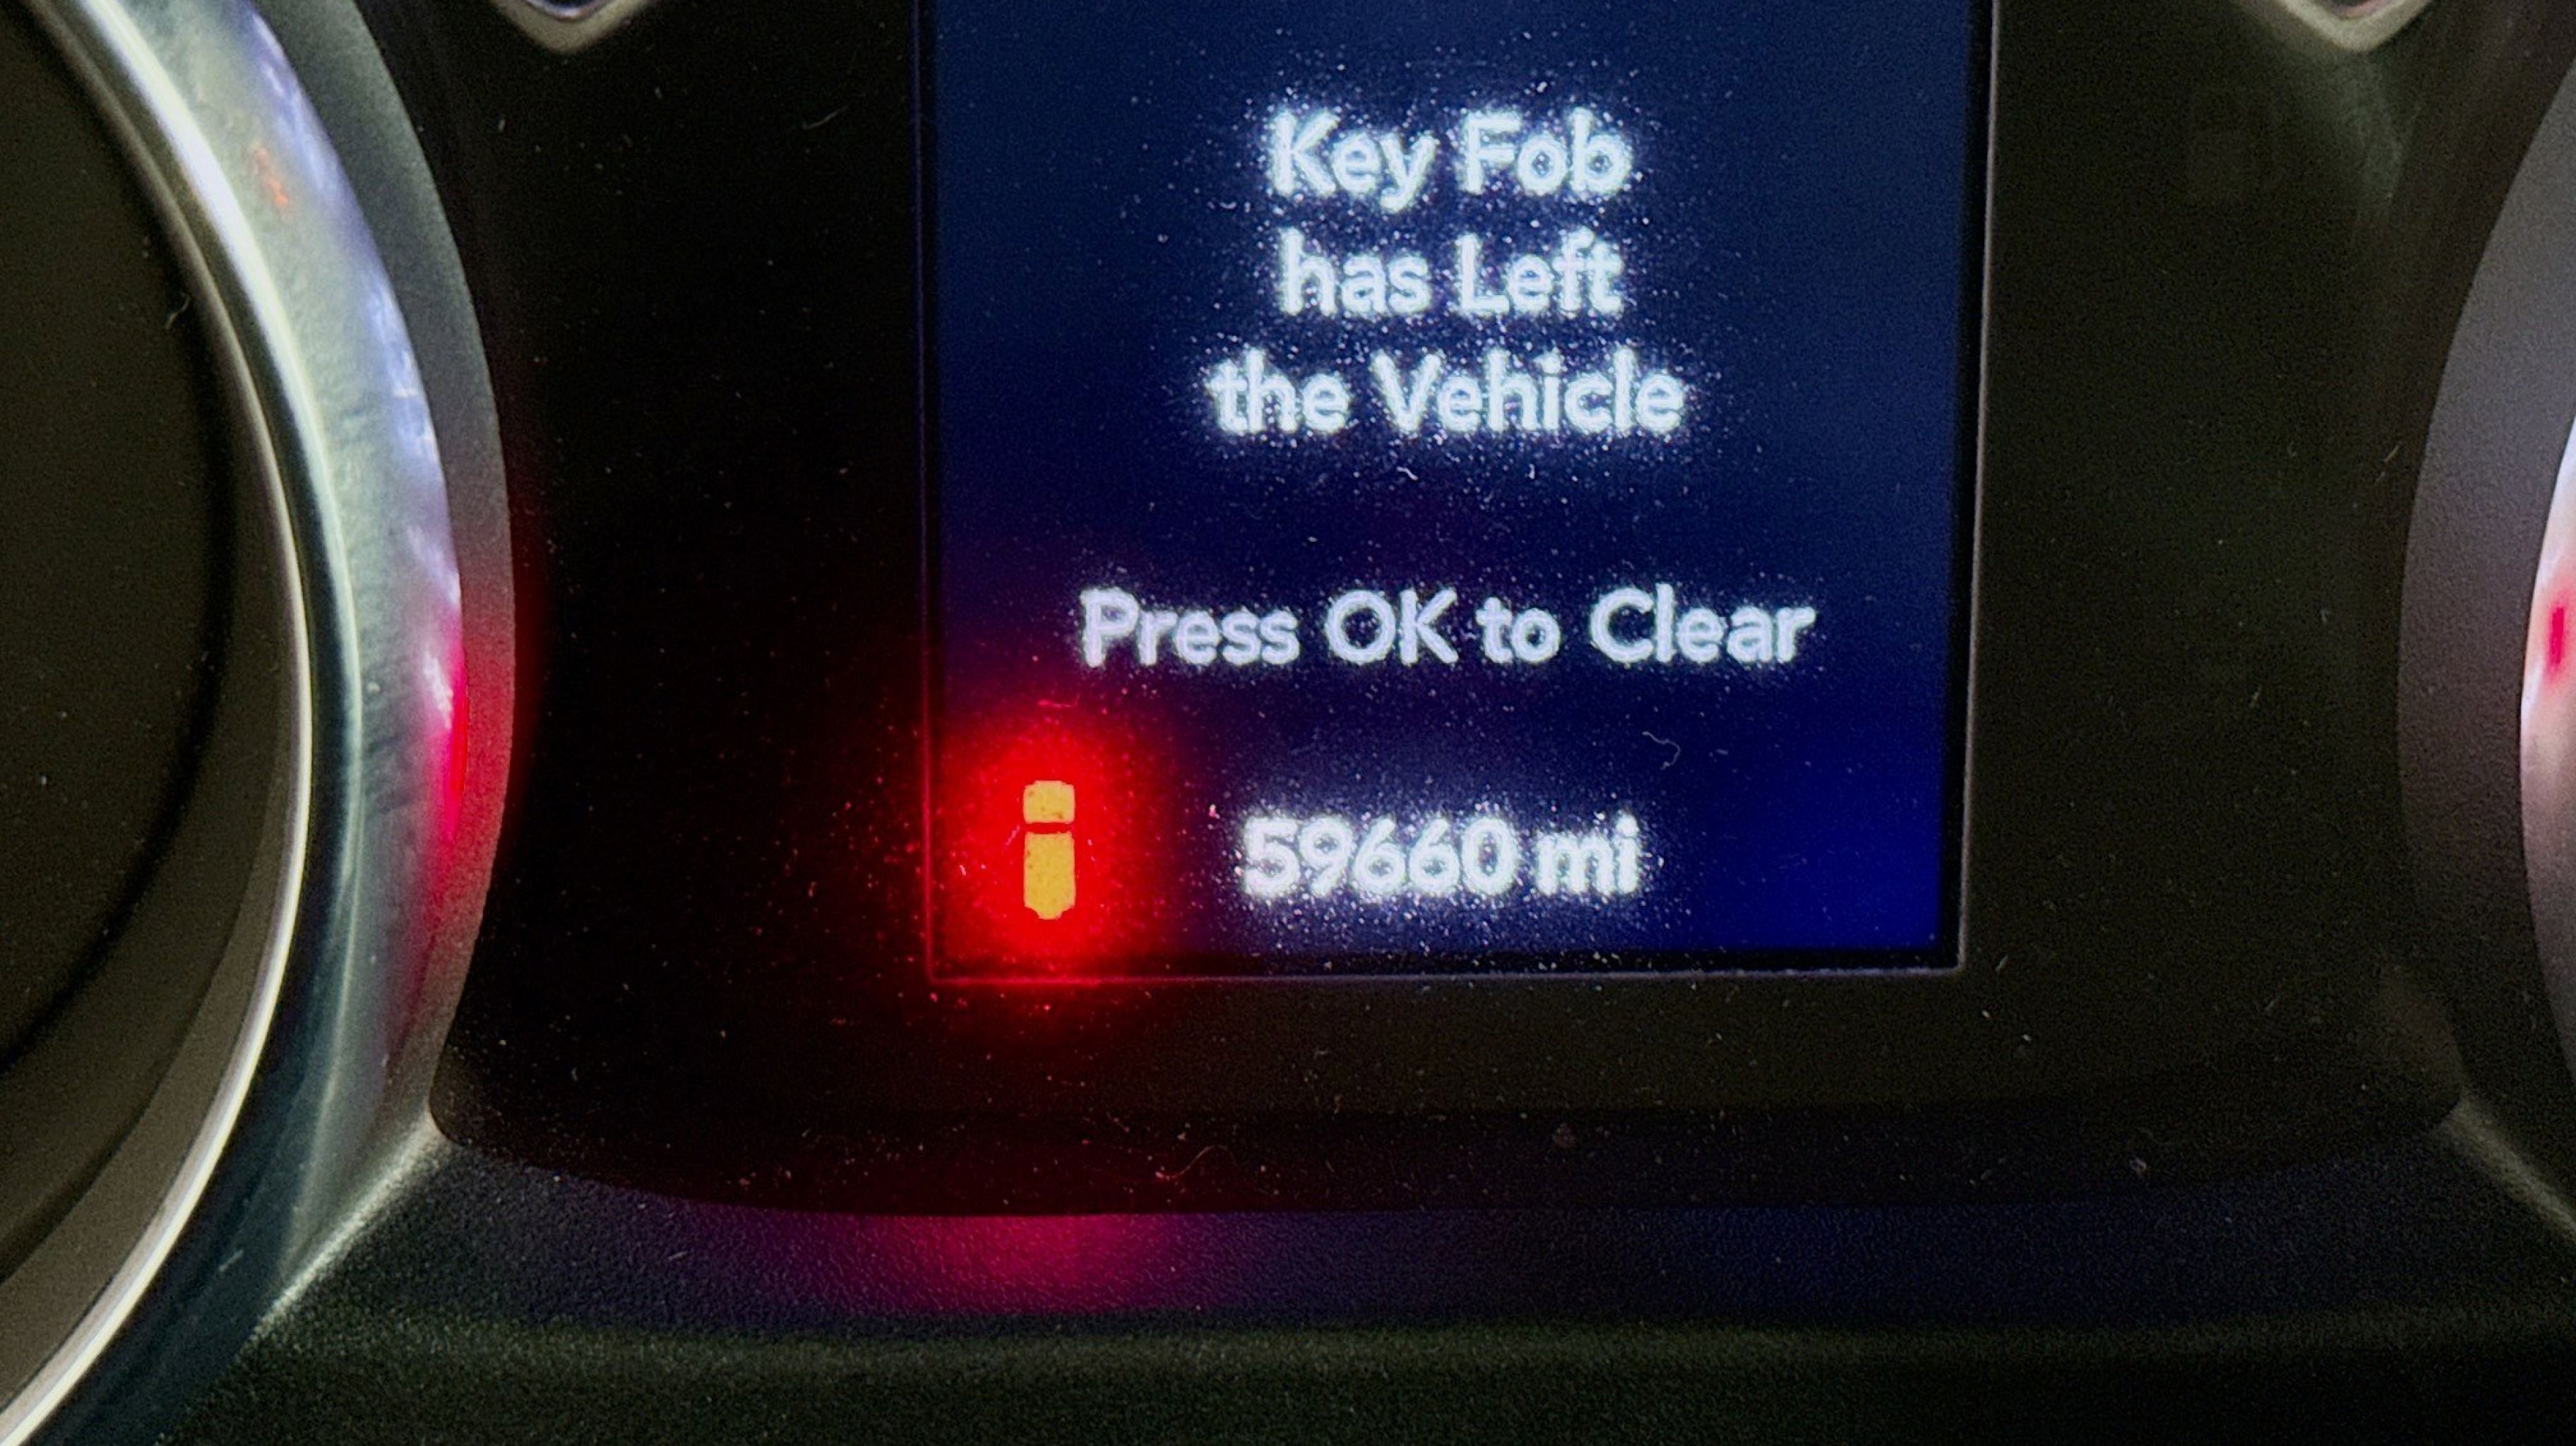 Key Fob
has Left
the Vehicle
Press OK to Clear
59660 mi